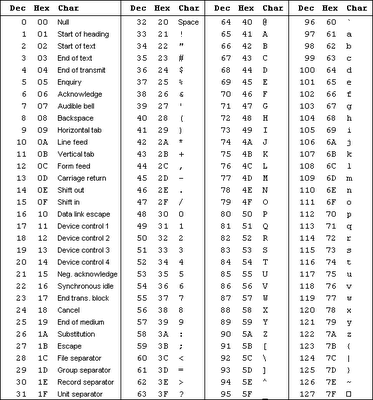 Dec Hex Char Dec Hex Char Dec Hex Char Dec Hex Char
0 00 Null 32 20 Space 64 40 @ 96 60 `
1 01 Start of heading 33 21 ! 65 41 A 97 61 a
2 02 Start of text 34 22 " 66 42 B 98 62 b
3 03 End of text 35 23 # 67 43 C 99 63 c
4 04 End of transmit 36 24 $ 68 44 D 100 64 d
5 05 Enquiry 37 25 % 69 45 E 101 65 e
6 06 Acknowledge 38 26 & 70 46 F 102 66 f
7 07 Audible bell 39 27 ' 71 47 G 103 67 g
8 08 Backspace 40 28 ( 72 48 H 104 68 h
9 09 Horizontal tab 41 29 ) 73 49 I 105 69 i
10 0A Line feed 42 2A * 74 4A J 106 6A j
11 0B Vertical tab 43 2B + 75 4B K 107 6B k
12 0C Form feed 44 2C , 76 4C L 108 6C l
13 0D Carriage return 45 2D - 77 4D M 109 6D m
14 0E Shift out 46 2E . 78 4E N 110 6E n
15 0F Shift in 47 2F / 79 4F O 111 6F o
16 10 Data link escape 48 30 0 80 50 P 112 70 p
17 11 Device control 1 49 31 1 81 51 Q 113 71 q
18 12 Device control 2 50 32 2 82 52 R 114 72 r
19 13 Device control 3 51 33 3 83 53 S 115 73 s
20 14 Device control 4 52 34 4 84 54 T 116 74 t
21 15 Neg. acknowledge 53 35 5 85 55 U 117 75 u
22 16 Synchronous idle 54 36 6 86 56 V 118 76 v
23 17 End trans. block 55 37 7 87 57 W 119 77 w
24 18 Cancel 56 38 8 88 58 X 120 78 x
25 19 End of medium 57 39 9 89 59 Y 121 79 y
26 1A Substitution 58 3A : 90 5A Z 122 7A z
27 1B Escape 59 3B ; 91 5B [ 123 7B {
28 1C File separator 60 3C < 92 5C \ 124 7C |
29 1D Group separator 61 3D = 93 5D ] 125 7D }
30 1E Record separator 62 3E > 94 5E ^ 126 7E ~
31 1F Unit separator 63 3F ? 95 5F _ 127 7F □